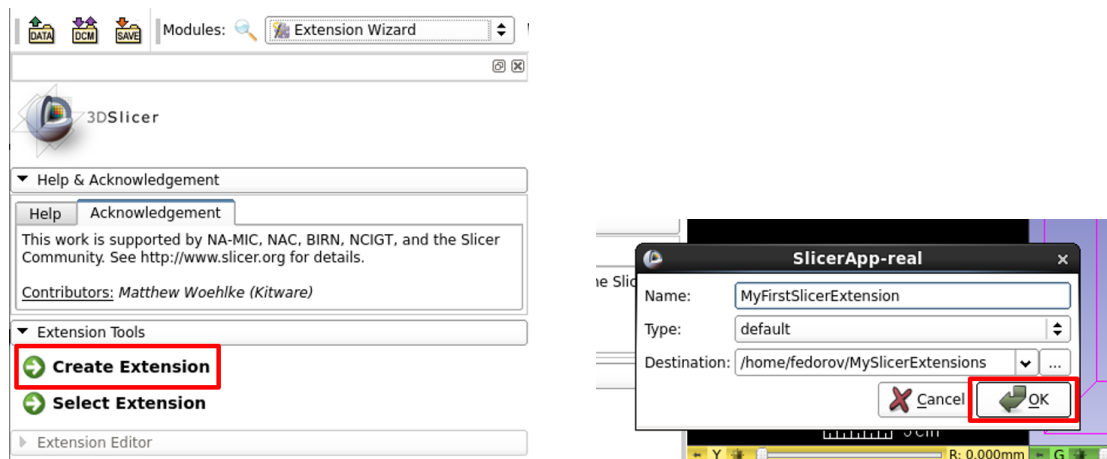 DATA DCM SAVE Modules: Extension Wizard
3DSlicer
Help & Acknowledgement
Help Acknowledgement
This work is supported by NA-MIC, NAC, BIRN, NCIGT, and the Slicer
Community. See http://www.slicer.org for details.
Contributors: Matthew Woehlke (Kitware)
Extension Tools
Create Extension
Select Extension
Extension Editor
SlicerApp-real
Name: MyFirstSlicerExtension
Type: default
Destination: /home/fedorov/MySlicerExtensions ...
Cancel OK
Y R: 0.000mm G